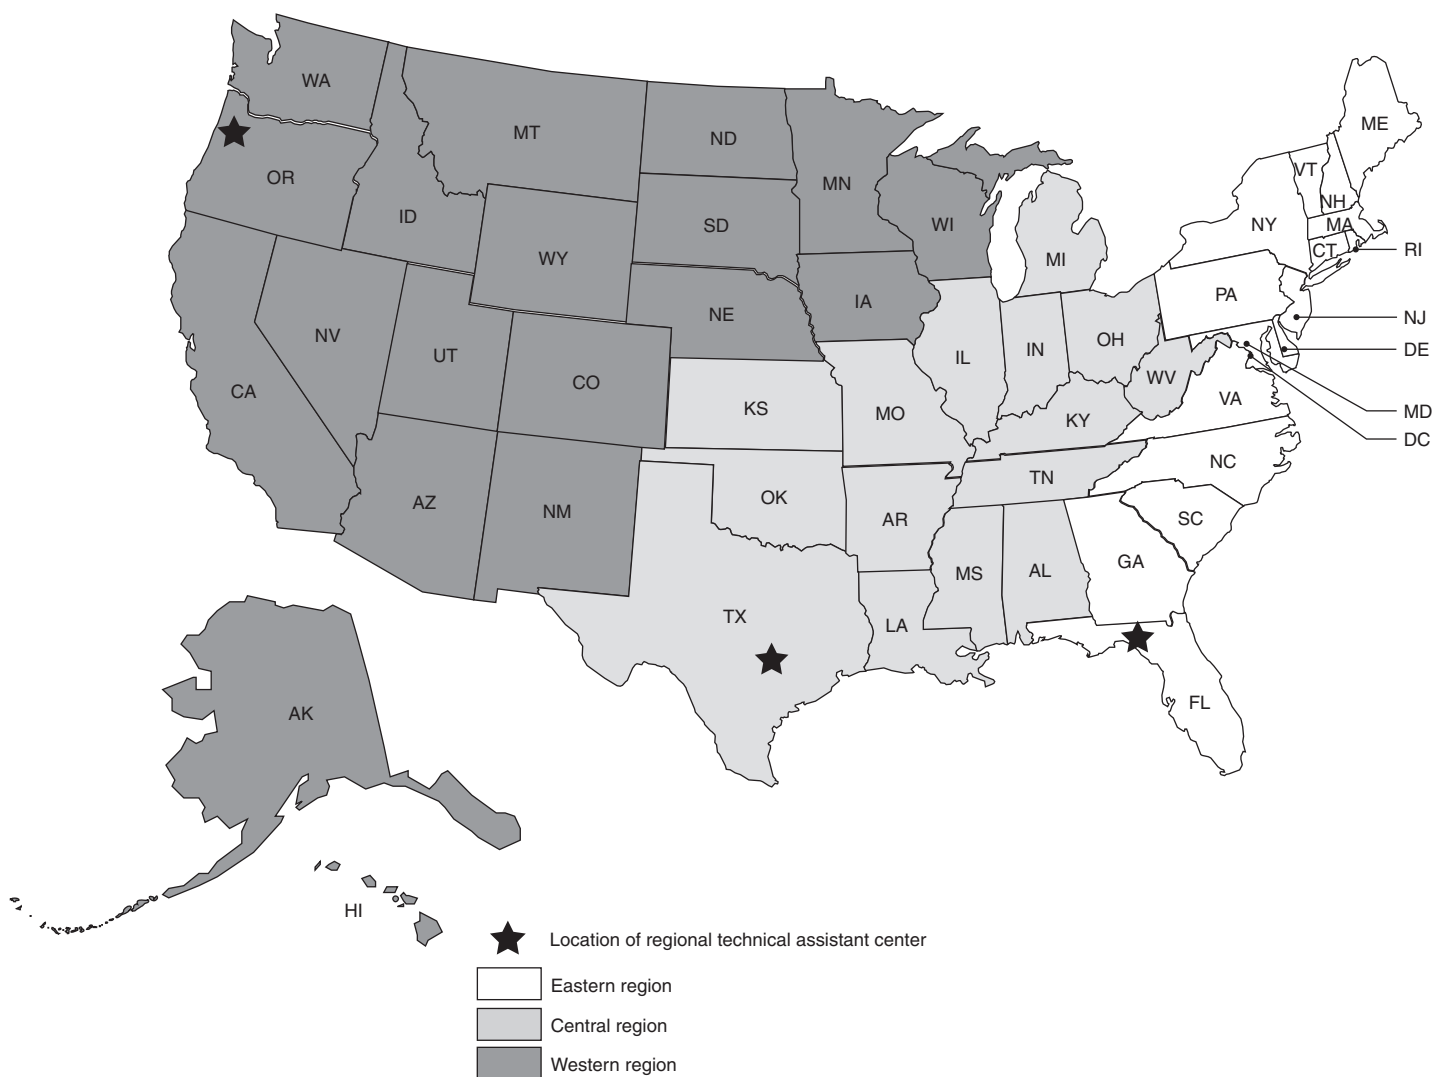 WA
MT
ND
MN
OR
ID
SD
WI
WY
MI
ME
VT
NH
NY
MA
CT
RI
PA
NJ
DE
MD
DC
NE
IA
NV
UT
CO
CA
IL
IN
OH
WV
VA
KS
MO
KY
NC
TN
AZ
NM
OK
AR
SC
MS
AL
GA
TX
LA
FL
AK
HI
Location of regional technical assistant center
Eastern region
Central region
Western region